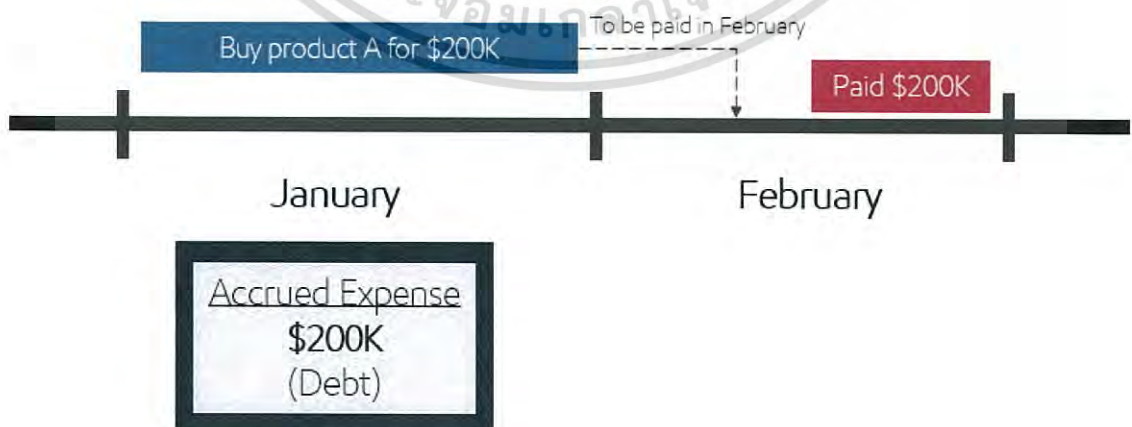 To be paid in February
Buy product A for $200K
Paid $200K
January
February
Accrued Expense
$200K
(Debt)